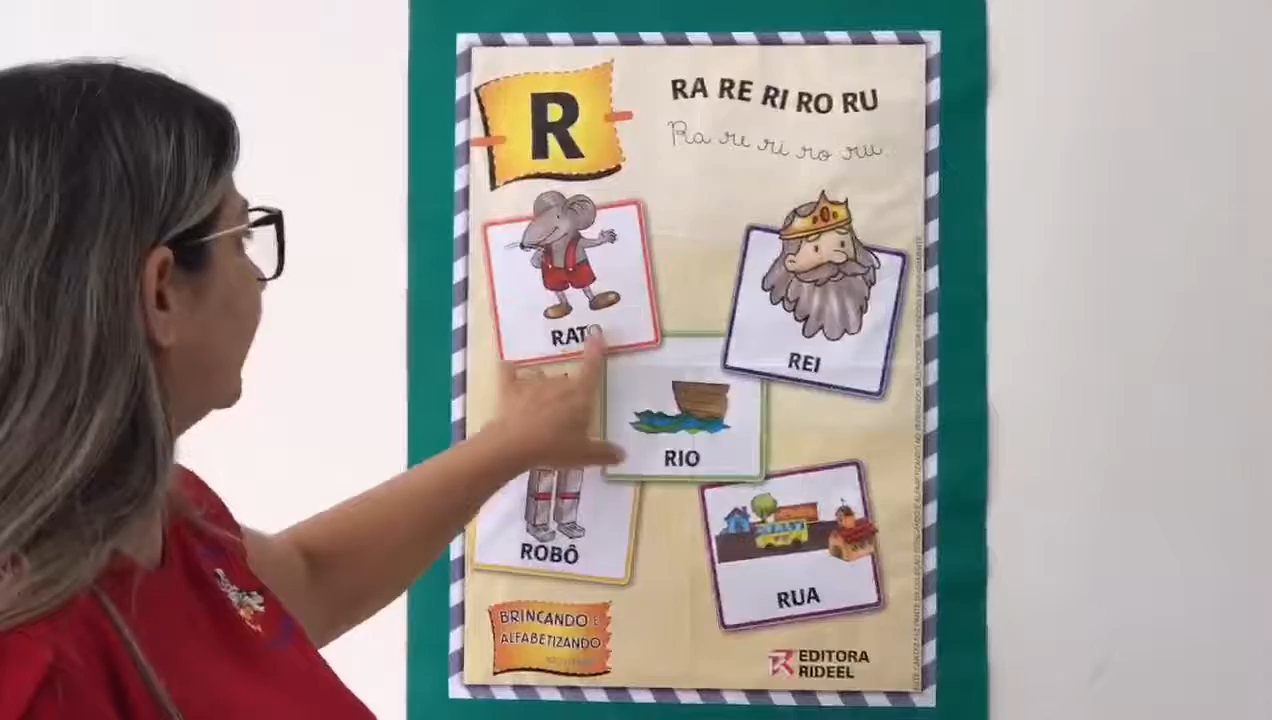 R
RA RE RI RO RU
Ra re ri ro ru
RATO
REI
RIO
ROBÔ
RUA
BRINCANDO E
ALFABETIZANDO
EDITORA
RIDEEL